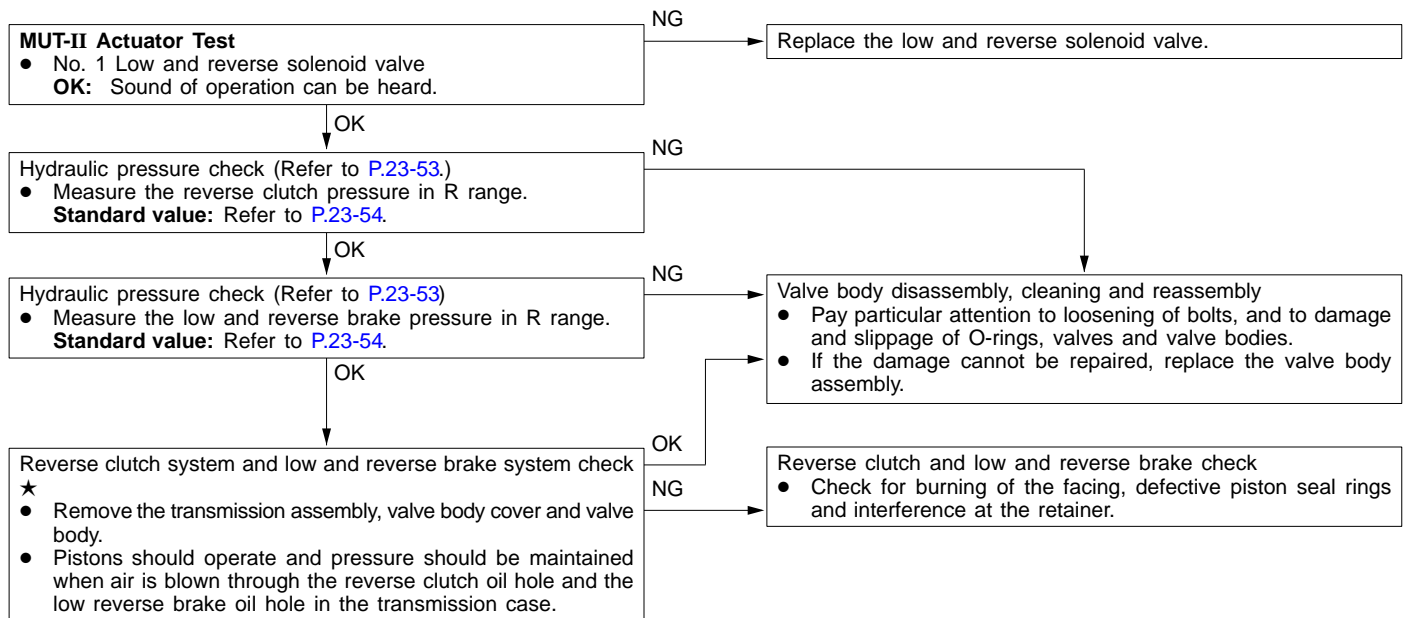 MUT-II Actuator Test
● No. 1 Low and reverse solenoid valve
OK: Sound of operation can be heard.
NG
Replace the low and reverse solenoid valve.
OK
Hydraulic pressure check (Refer to P.23-53.)
● Measure the reverse clutch pressure in R range.
Standard value: Refer to P.23-54.
NG
OK
Hydraulic pressure check (Refer to P.23-53)
● Measure the low and reverse brake pressure in R range.
Standard value: Refer to P.23-54.
NG
Valve body disassembly, cleaning and reassembly
● Pay particular attention to loosening of bolts, and to damage
and slippage of O-rings, valves and valve bodies.
● If the damage cannot be repaired, replace the valve body
assembly.
OK
Reverse clutch system and low and reverse brake system check
★
● Remove the transmission assembly, valve body cover and valve
body.
● Pistons should operate and pressure should be maintained
when air is blown through the reverse clutch oil hole and the
low reverse brake oil hole in the transmission case.
OK
NG
Reverse clutch and low and reverse brake check
● Check for burning of the facing, defective piston seal rings
and interference at the retainer.